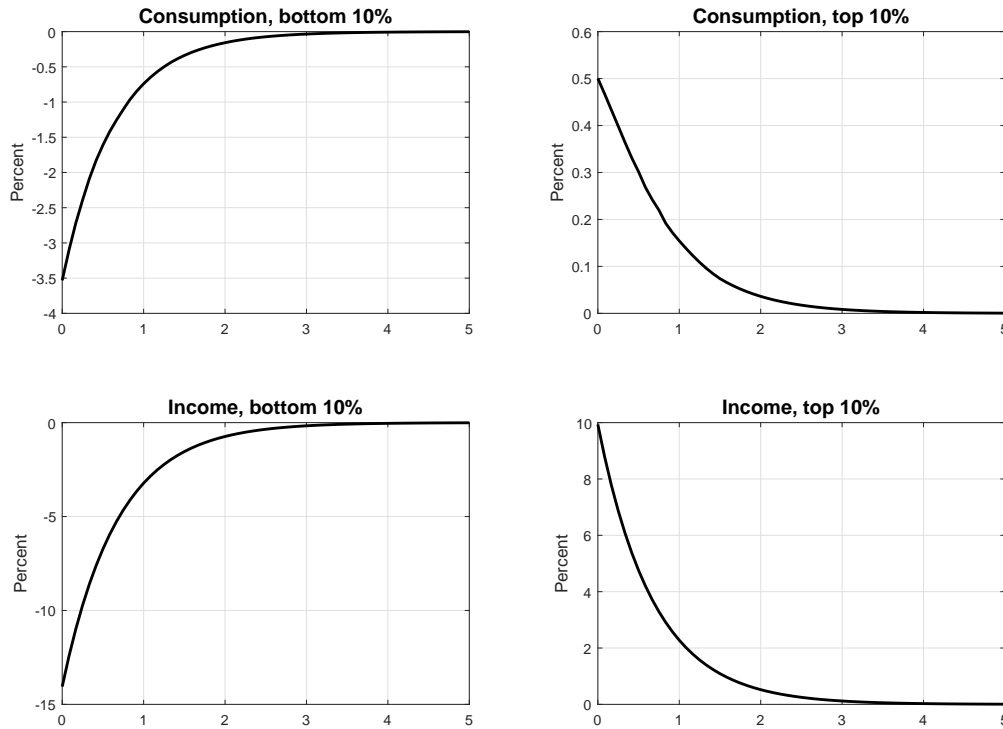 Consumption, bottom 10%
0
-0.5
-1
-1.5
-2
-2.5
-3
-3.5
-4
Percent
0 1 2 3 4 5
Consumption, top 10%
0.6
0.5
0.4
0.3
0.2
0.1
0
Percent
0 1 2 3 4 5
Income, bottom 10%
0
-5
-10
-15
Percent
0 1 2 3 4 5
Income, top 10%
10
8
6
4
2
0
Percent
0 1 2 3 4 5